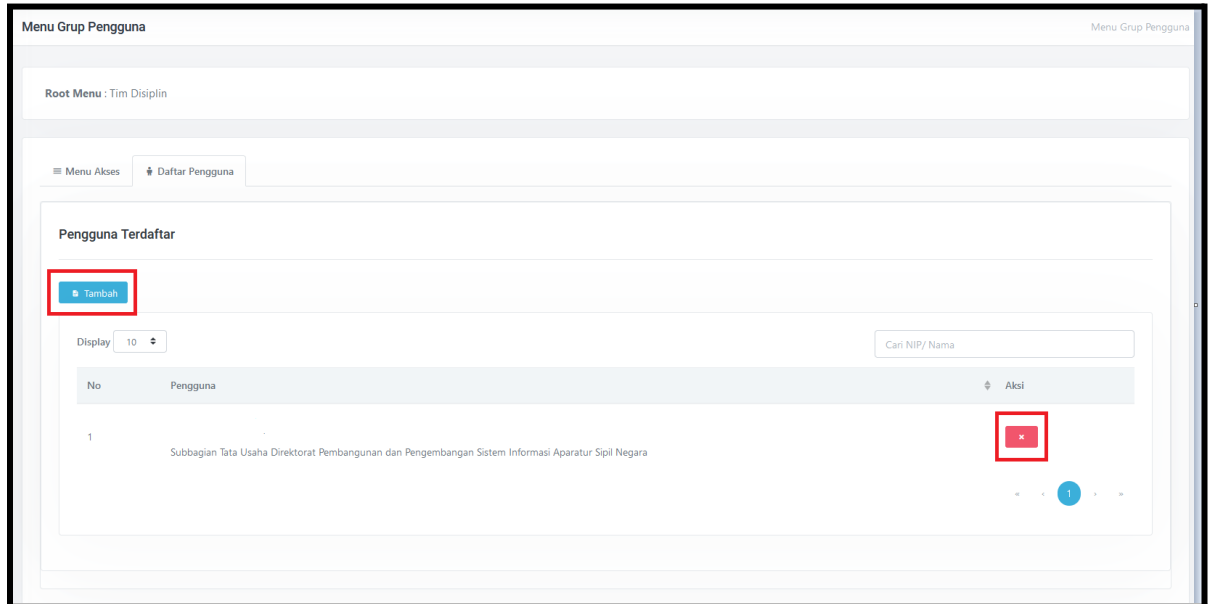 Menu Grup Pengguna
Menu Grup Pengguna
Root Menu : Tim Disiplin
Menu Akses
Daftar Pengguna
Pengguna Terdaftar
Tambah
Display 10
Cari NIP/ Nama
No Pengguna Aksi
1
Subbagian Tata Usaha Direktorat Pembangunan dan Pengembangan Sistem Informasi Aparatur Sipil Negara
« ‹ 1 › »